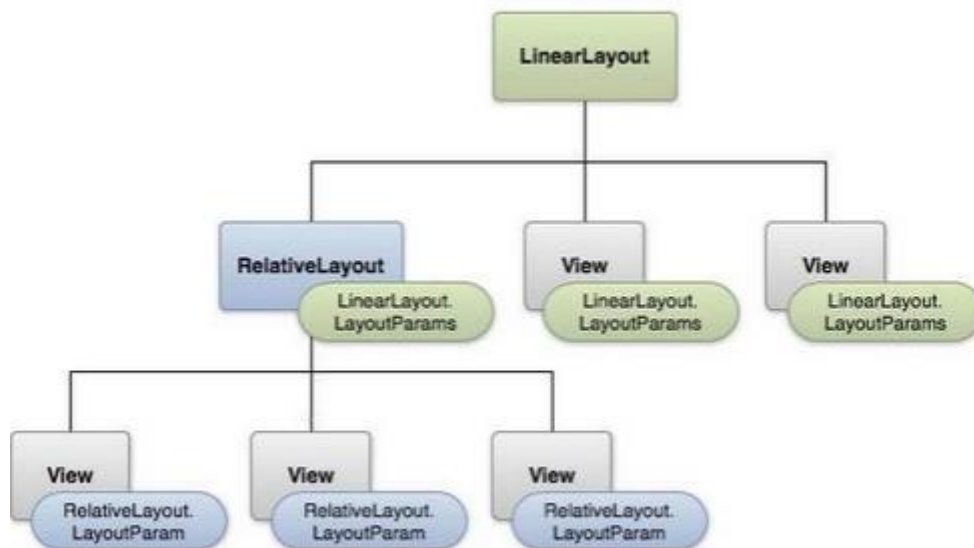 LinearLayout
RelativeLayout
LinearLayout.
LayoutParams
View
LinearLayout.
LayoutParams
View
LinearLayout.
LayoutParams
View
RelativeLayout.
LayoutParam
View
RelativeLayout.
LayoutParam
View
RelativeLayout.
LayoutParam